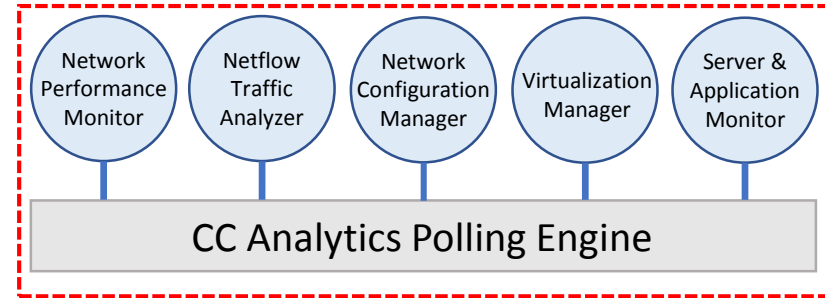 Network
Performance
Monitor
Netflow
Traffic
Analyzer
Network
Configuration
Manager
Virtualization
Manager
Server &
Application
Monitor
CC Analytics Polling Engine